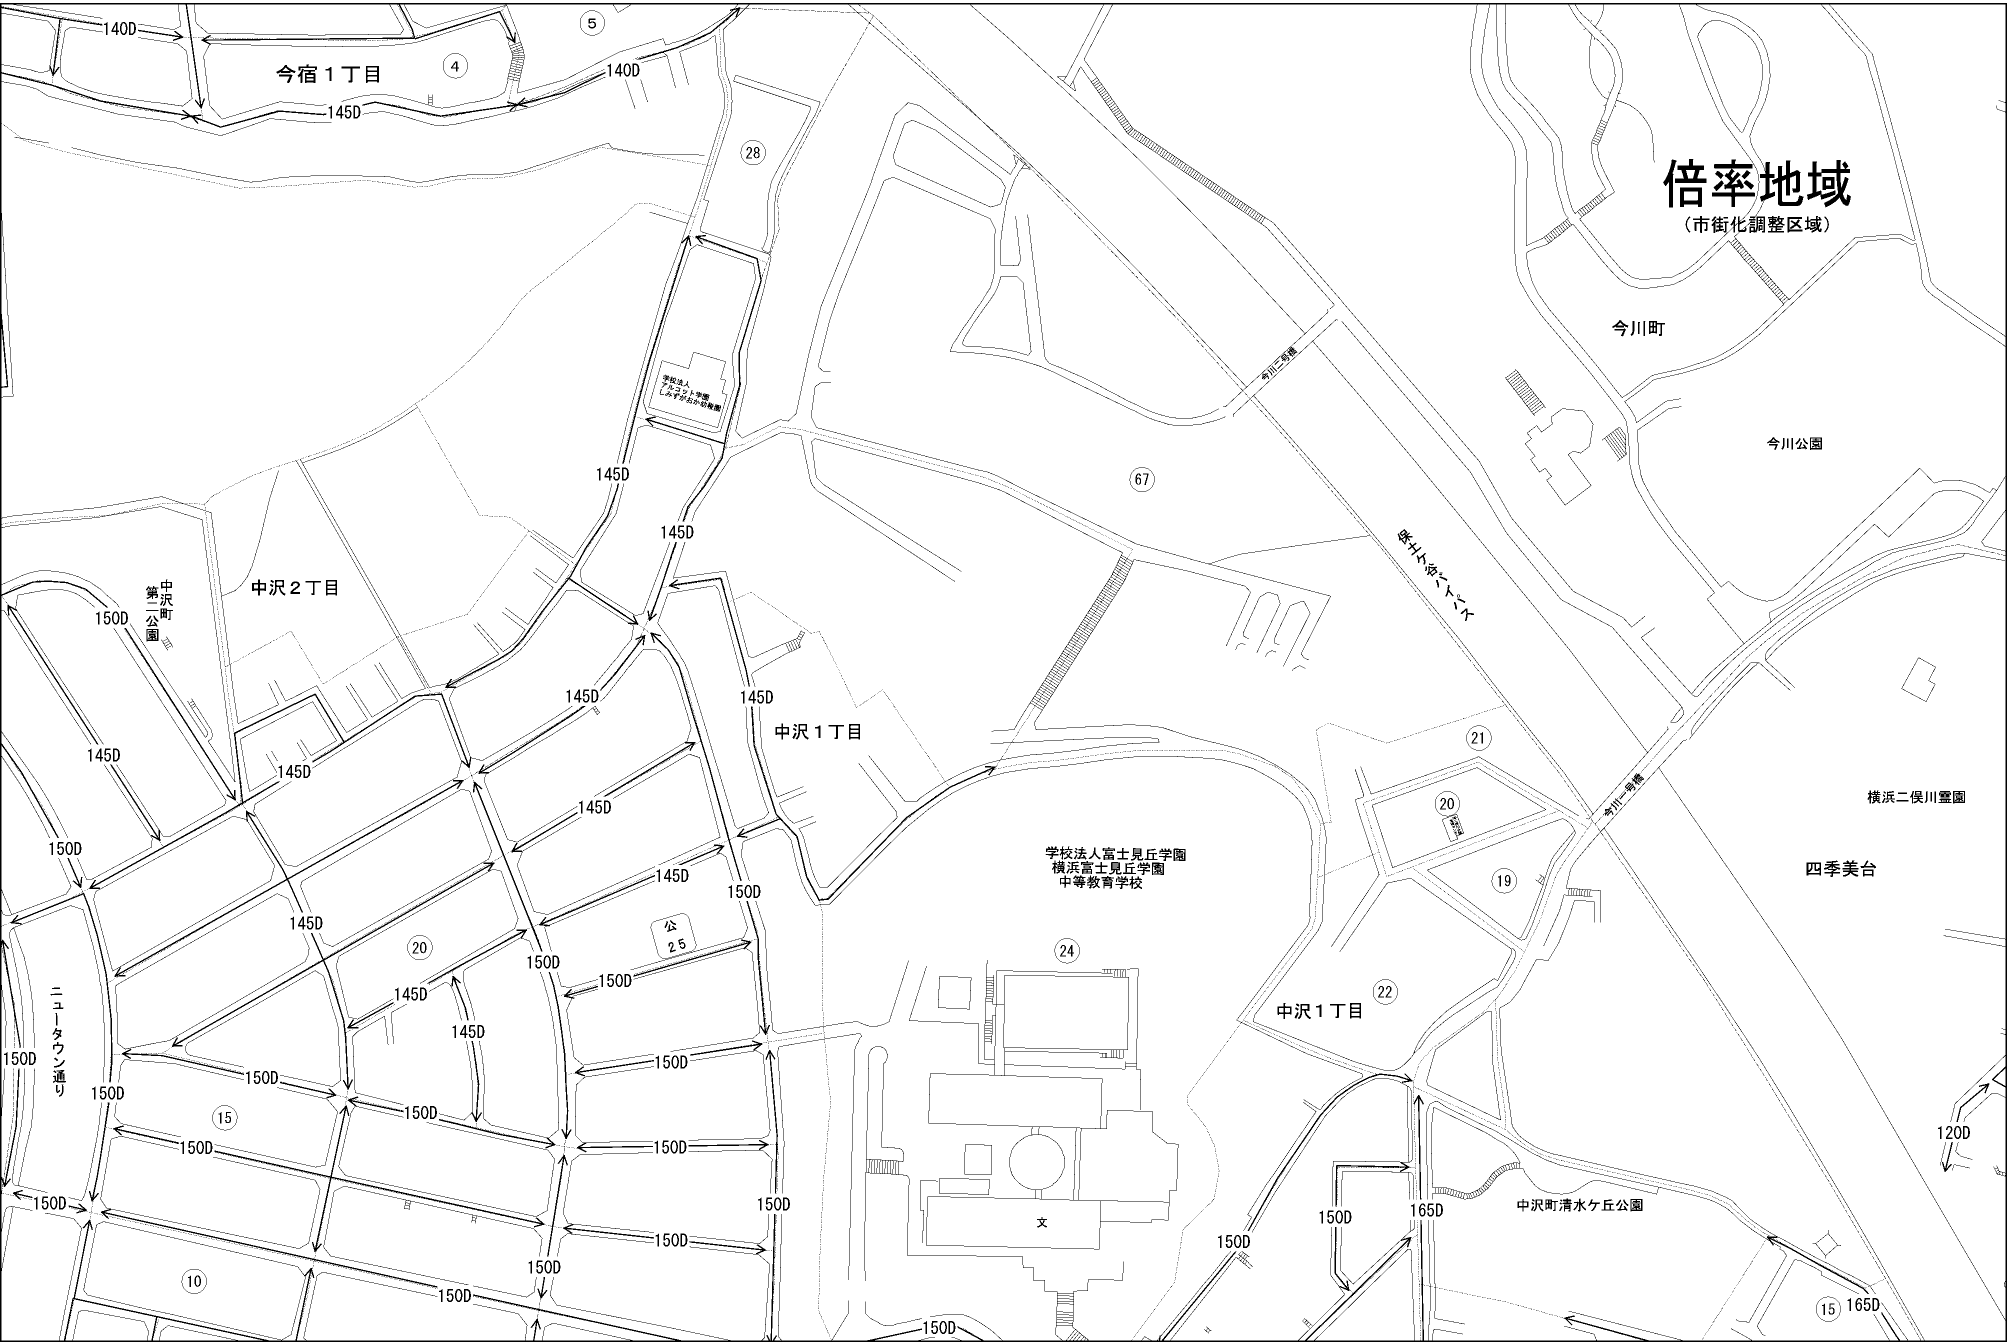 140D
5
今宿1丁目
4
140D
145D
28
倍率地域
(市街化調整区域)
今川町
今川二号橋
学校法人
アルコット学園
しみずがおか幼稚園
今川公園
145D
67
145D
保土ケ谷バイパス
中沢2丁目
中沢町
第二公園
150D
145D
145D
中沢1丁目
21
145D
145D
今川一号橋
横浜二俣川霊園
20
145D
150D
学校法人富士見丘学園
横浜富士見丘学園
中等教育学校
四季美台
145D
150D
19
145D
公
25
20
24
150D
150D
145D
22
中沢1丁目
ニュータウン通り
145D
150D
150D
150D
150D
150D
15
120D
150D
150D
150D
150D
文
中沢町清水ケ丘公園
165D
150D
150D
150D
150D
10
150D
150D
15
165D
150D